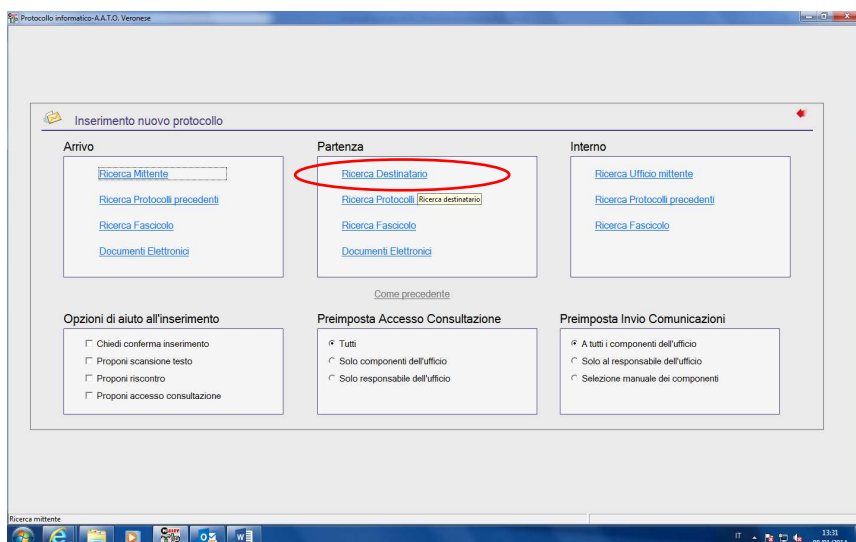 Protocollo informatico-A.A.T.O. Veronese
Inserimento nuovo protocollo
Arrivo
Ricerca Mittente
Ricerca Protocolli precedenti
Ricerca Fascicolo
Documenti Elettronici
Partenza
Ricerca Destinatario
Ricerca Protocolli
Ricerca destinatario
Ricerca Fascicolo
Documenti Elettronici
Interno
Ricerca Ufficio mittente
Ricerca Protocolli precedenti
Ricerca Fascicolo
Come precedente
Opzioni di aiuto all'inserimento
Chiedi conferma inserimento
Proponi scansione testo
Proponi riscontro
Proponi accesso consultazione
Preimposta Accesso Consultazione
Tutti
Solo componenti dell'ufficio
Solo responsabile dell'ufficio
Preimposta Invio Comunicazioni
A tutti i componenti dell'ufficio
Solo al responsabile dell'ufficio
Selezione manuale dei componenti
Ricerca mittente
IT
13:31